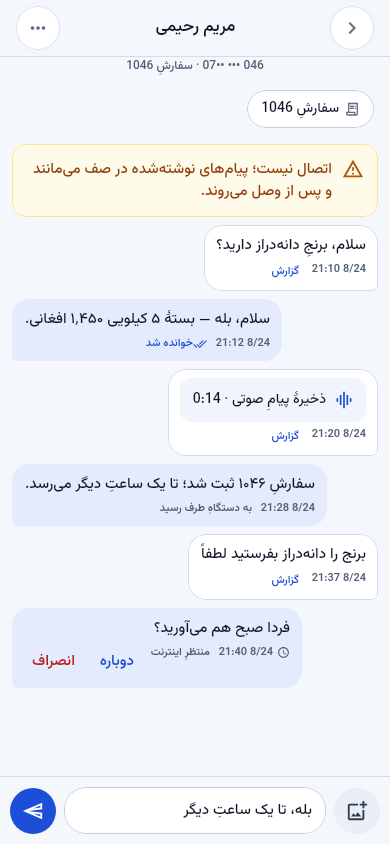 مریم رحیمی
046 ••• ••07 · سفارشِ 1046
سفارشِ 1046
اتصال نیست؛ پیام‌های نوشته‌شده در صف می‌مانند
و پس از وصل می‌روند.
سلام، برنجِ دانه‌دراز دارید؟
8/24 21:10 گزارش
سلام، بله — بستهٔ ۵ کیلویی ۱,۴۵۰ افغانی.
8/24 21:12 خوانده شد
ذخیرهٔ پیامِ صوتی · 0:14
8/24 21:20 گزارش
سفارشِ ۱۰۴۶ ثبت شد؛ تا یک ساعتِ دیگر می‌رسد.
8/24 21:28 به دستگاهِ طرف رسید
برنج را دانه‌دراز بفرستید لطفاً
8/24 21:37 گزارش
فردا صبح هم می‌آورید؟
8/24 21:40 منتظرِ اینترنت دوباره انصراف
بله، تا یک ساعتِ دیگر